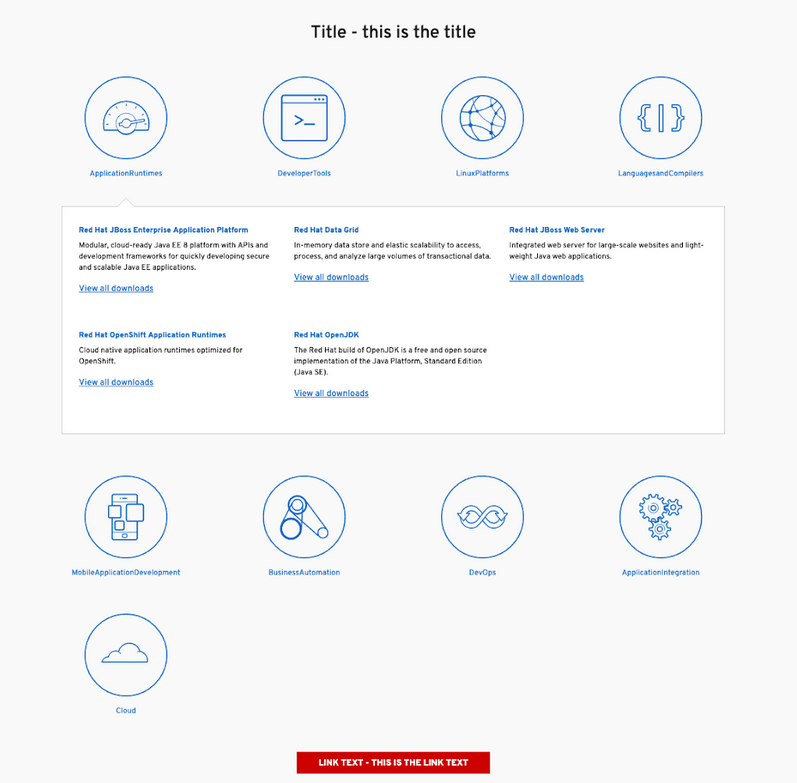 Title - this is the title
ApplicationRuntimes
DeveloperTools
LinuxPlatforms
LanguagesandCompilers
Red Hat JBoss Enterprise Application Platform
Modular, cloud-ready Java EE 8 platform with APIs and
development frameworks for quickly developing secure
and scalable Java EE applications.
View all downloads
Red Hat Data Grid
In-memory data store and elastic scalability to access,
process, and analyze large volumes of transactional data.
View all downloads
Red Hat JBoss Web Server
Integrated web server for large-scale websites and light-
weight Java web applications.
View all downloads
Red Hat OpenShift Application Runtimes
Cloud native application runtimes optimized for
OpenShift.
View all downloads
Red Hat OpenJDK
The Red Hat build of OpenJDK is a free and open source
implementation of the Java Platform, Standard Edition
(Java SE).
View all downloads
MobileApplicationDevelopment
BusinessAutomation
DevOps
ApplicationIntegration
Cloud
LINK TEXT - THIS IS THE LINK TEXT